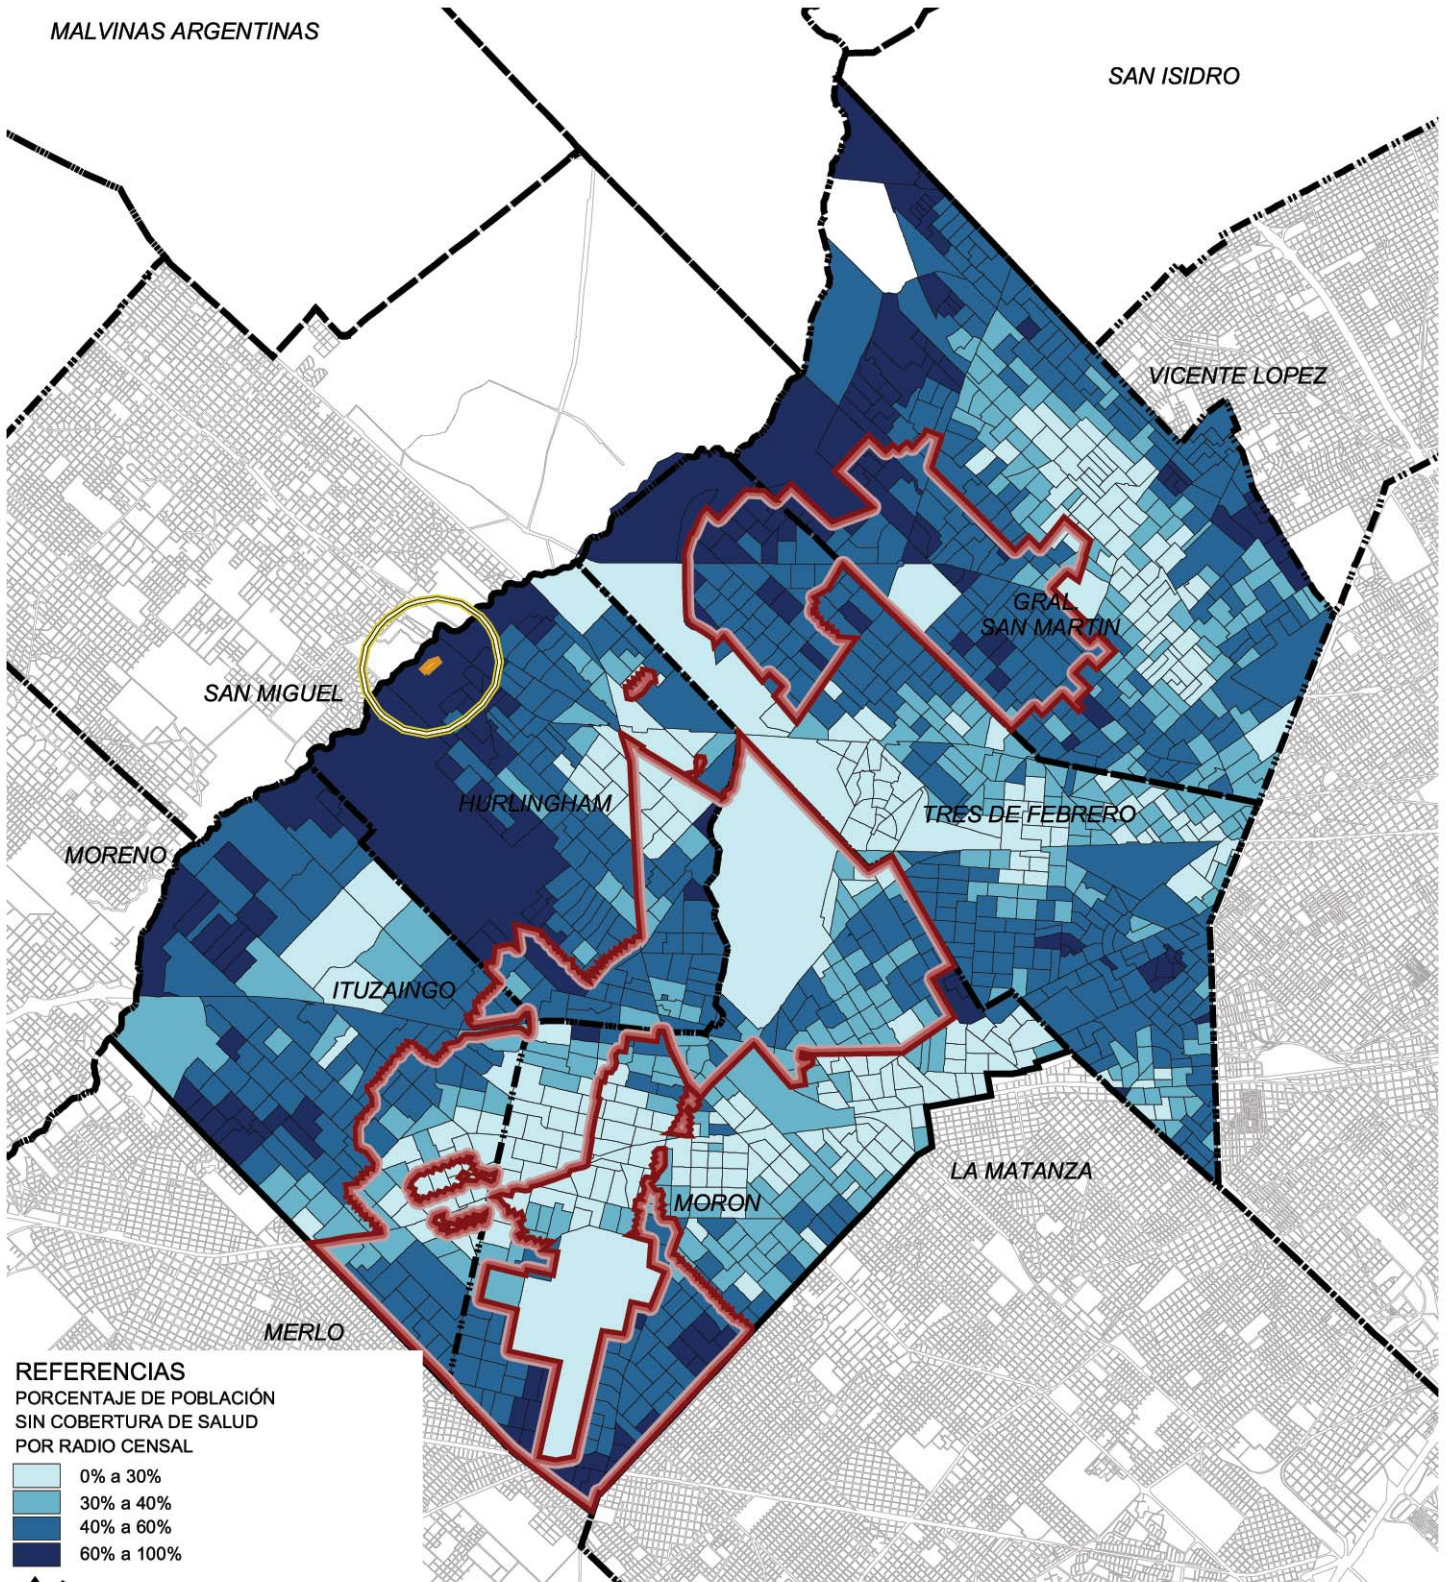 MALVINAS ARGENTINAS
SAN ISIDRO
VICENTE LOPEZ
GRAL.
SAN MARTIN
SAN MIGUEL
HURLINGHAM
TRES DE FEBRERO
MORENO
ITUZAINGO
LA MATANZA
MORON
MERLO
REFERENCIAS
PORCENTAJE DE POBLACIÓN
SIN COBERTURA DE SALUD
POR RADIO CENSAL
0% a 30%
30% a 40%
40% a 60%
60% a 100%